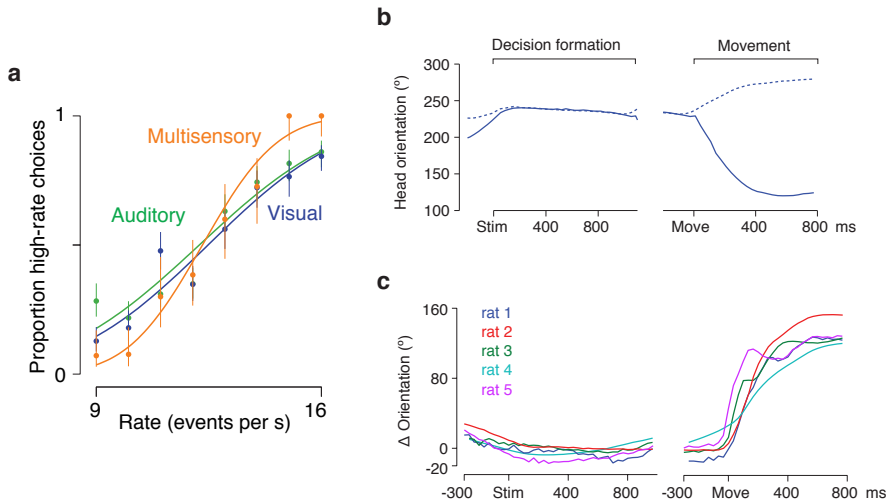 a
Proportion high-rate choices
1
0
Multisensory
Auditory
Visual
9
16
Rate (events per s)
b
Decision formation
Movement
Head orientation (°)
300
250
200
150
100
Stim
400
800
Move
400
800
ms
c
Δ Orientation (°)
160
80
0
-20
rat 1
rat 2
rat 3
rat 4
rat 5
-300
Stim
400
800
-300
Move
400
800
ms